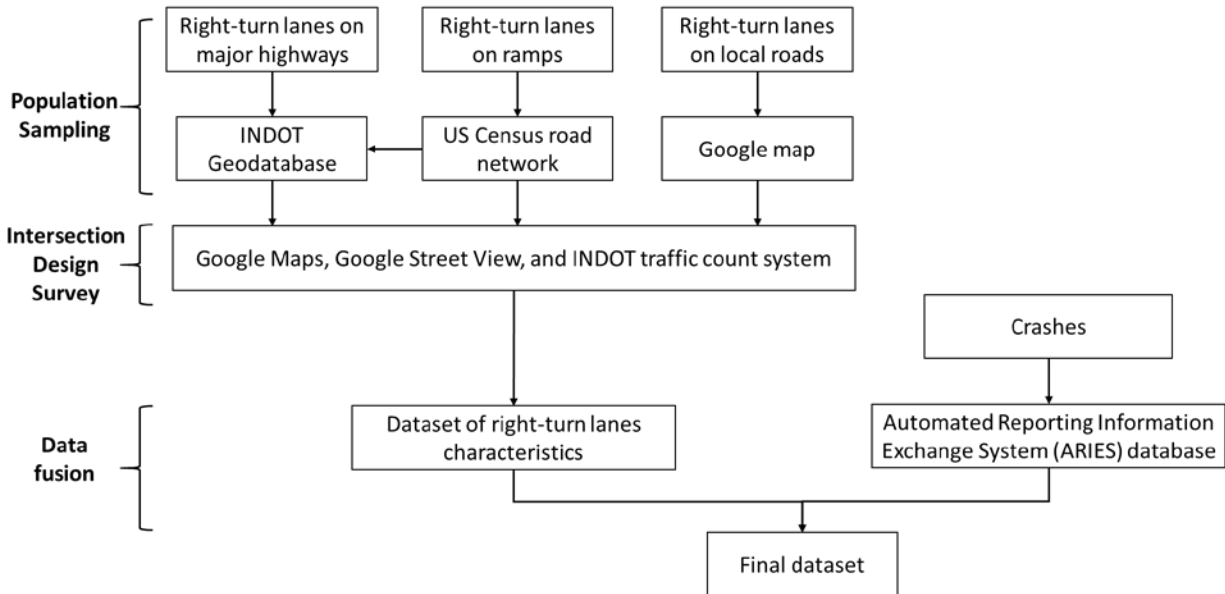 Right-turn lanes on
major highways
Right-turn lanes
on ramps
Right-turn lanes
on local roads
Population
Sampling
INDOT
Geodatabase
US Census road
network
Google map
Intersection
Design
Survey
Google Maps, Google Street View, and INDOT traffic count system
Crashes
Data
fusion
Dataset of right-turn lanes
characteristics
Automated Reporting Information
Exchange System (ARIES) database
Final dataset